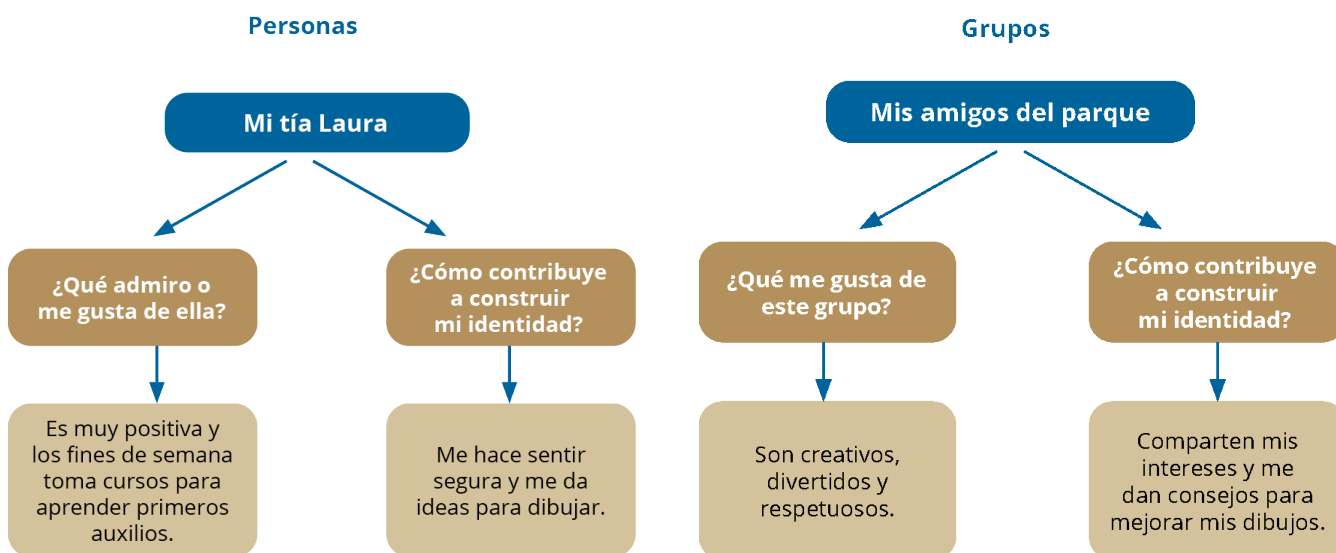 Personas
Mi tía Laura
¿Qué admiro o
me gusta de ella?
Es muy positiva y
los fines de semana
toma cursos para
aprender primeros
auxilios.
¿Cómo contribuye
a construir
mi identidad?
Me hace sentir
segura y me da
ideas para dibujar.
Grupos
Mis amigos del parque
¿Qué me gusta de
este grupo?
Son creativos,
divertidos y
respetuosos.
¿Cómo contribuye
a construir
mi identidad?
Comparten mis
intereses y me
dan consejos para
mejorar mis dibujos.